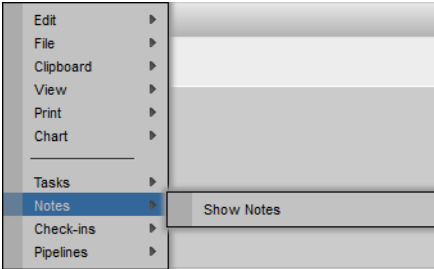 Edit
File
Clipboard
View
Print
Chart
Tasks
Notes
Show Notes
Check-ins
Pipelines